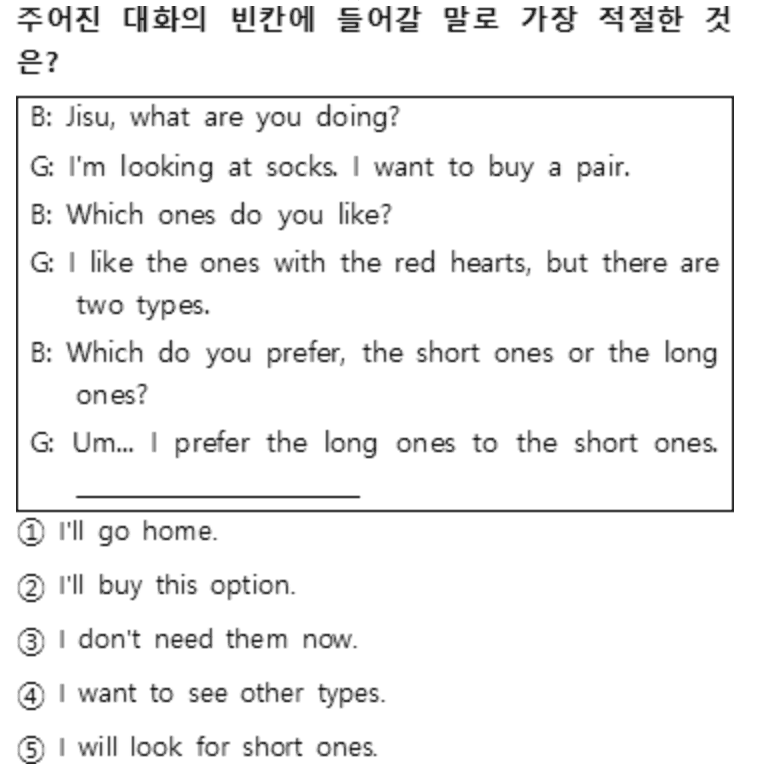 주어진 대화의 빈칸에 들어갈 말로 가장 적절한 것
은?
B: Jisu, what are you doing?
G: I'm looking at socks. I want to buy a pair.
B: Which ones do you like?
G: I like the ones with the red hearts, but there are
two types.
B: Which do you prefer, the short ones or the long
ones?
G: Um... I prefer the long ones to the short ones.
① I'll go home.
② I'll buy this option.
③ I don't need them now.
④ I want to see other types.
⑤ I will look for short ones.